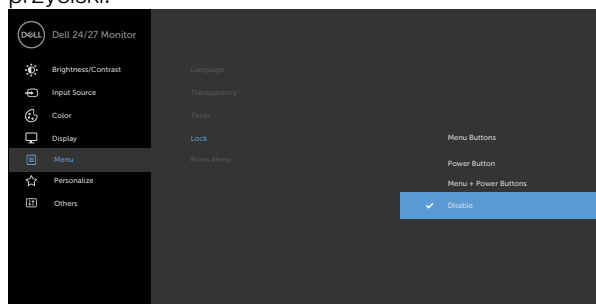 przyciski.
DELL
Dell 24/27 Monitor
Brightness/Contrast
Input Source
Color
Display
Menu
Personalize
Others
Language
Transparency
Timer
Lock
Reset Menu
Menu Buttons
Power Button
Menu + Power Buttons
Disable